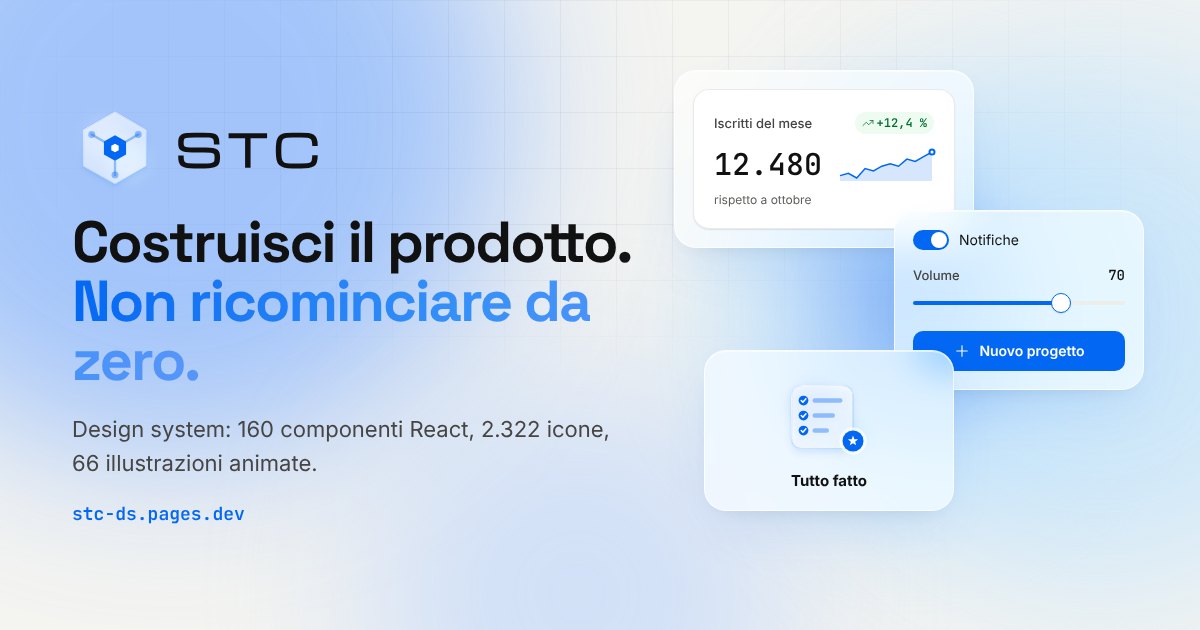 STC
Costruisci il prodotto.
Non ricominciare da
zero.
Design system: 160 componenti React, 2.322 icone,
66 illustrazioni animate.
stc-ds.pages.dev
Iscritti del mese
+12,4 %
12.480
rispetto a ottobre
Notifiche
Volume
70
Nuovo progetto
Tutto fatto